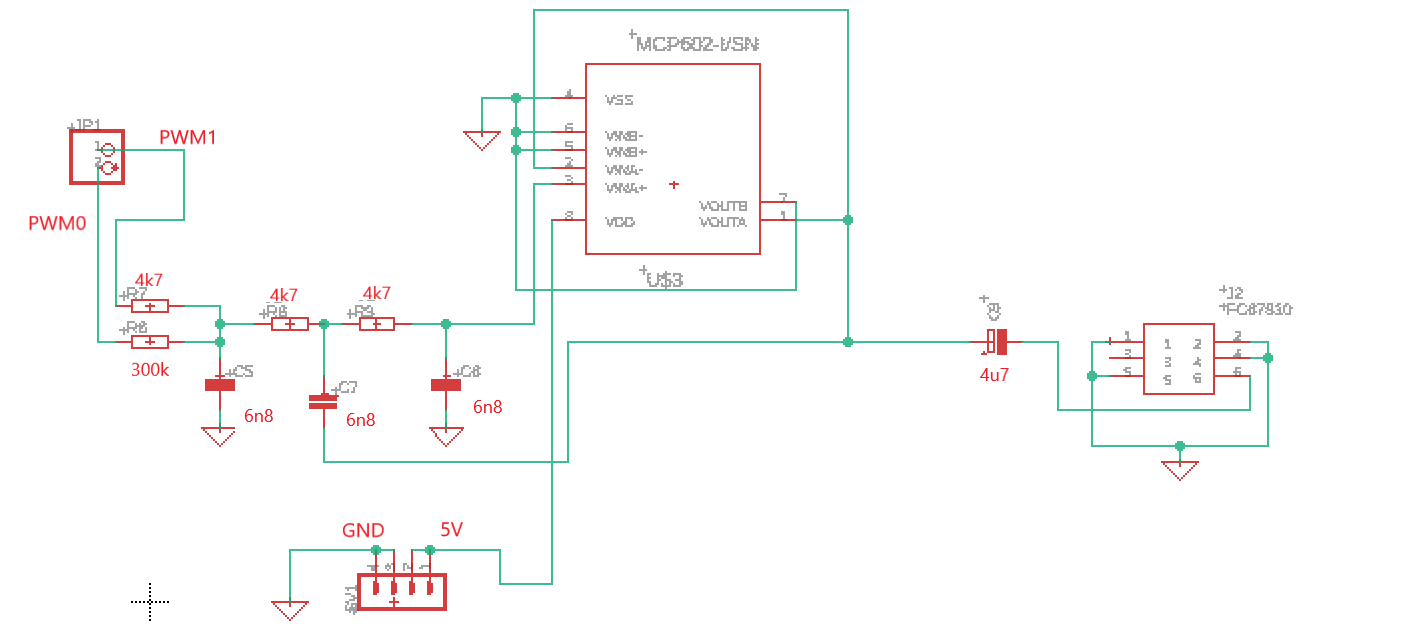 MCP602-ISN
JP1
1
2
PWM1
PWM0
4
6
5
2
3
8
VSS
VINB-
VINB+
VINA-
VINA+
VDD
VOUTB
VOUTA
7
1
U$3
4k7
R7
4k7
4k7
R9
R6
300k
C5
6n8
C7
6n8
C8
6n8
C9
4u7
J2
1
3
5
1 2
3 4
5 6
2
4
6
GND
5V
4
3
2
1
SV1